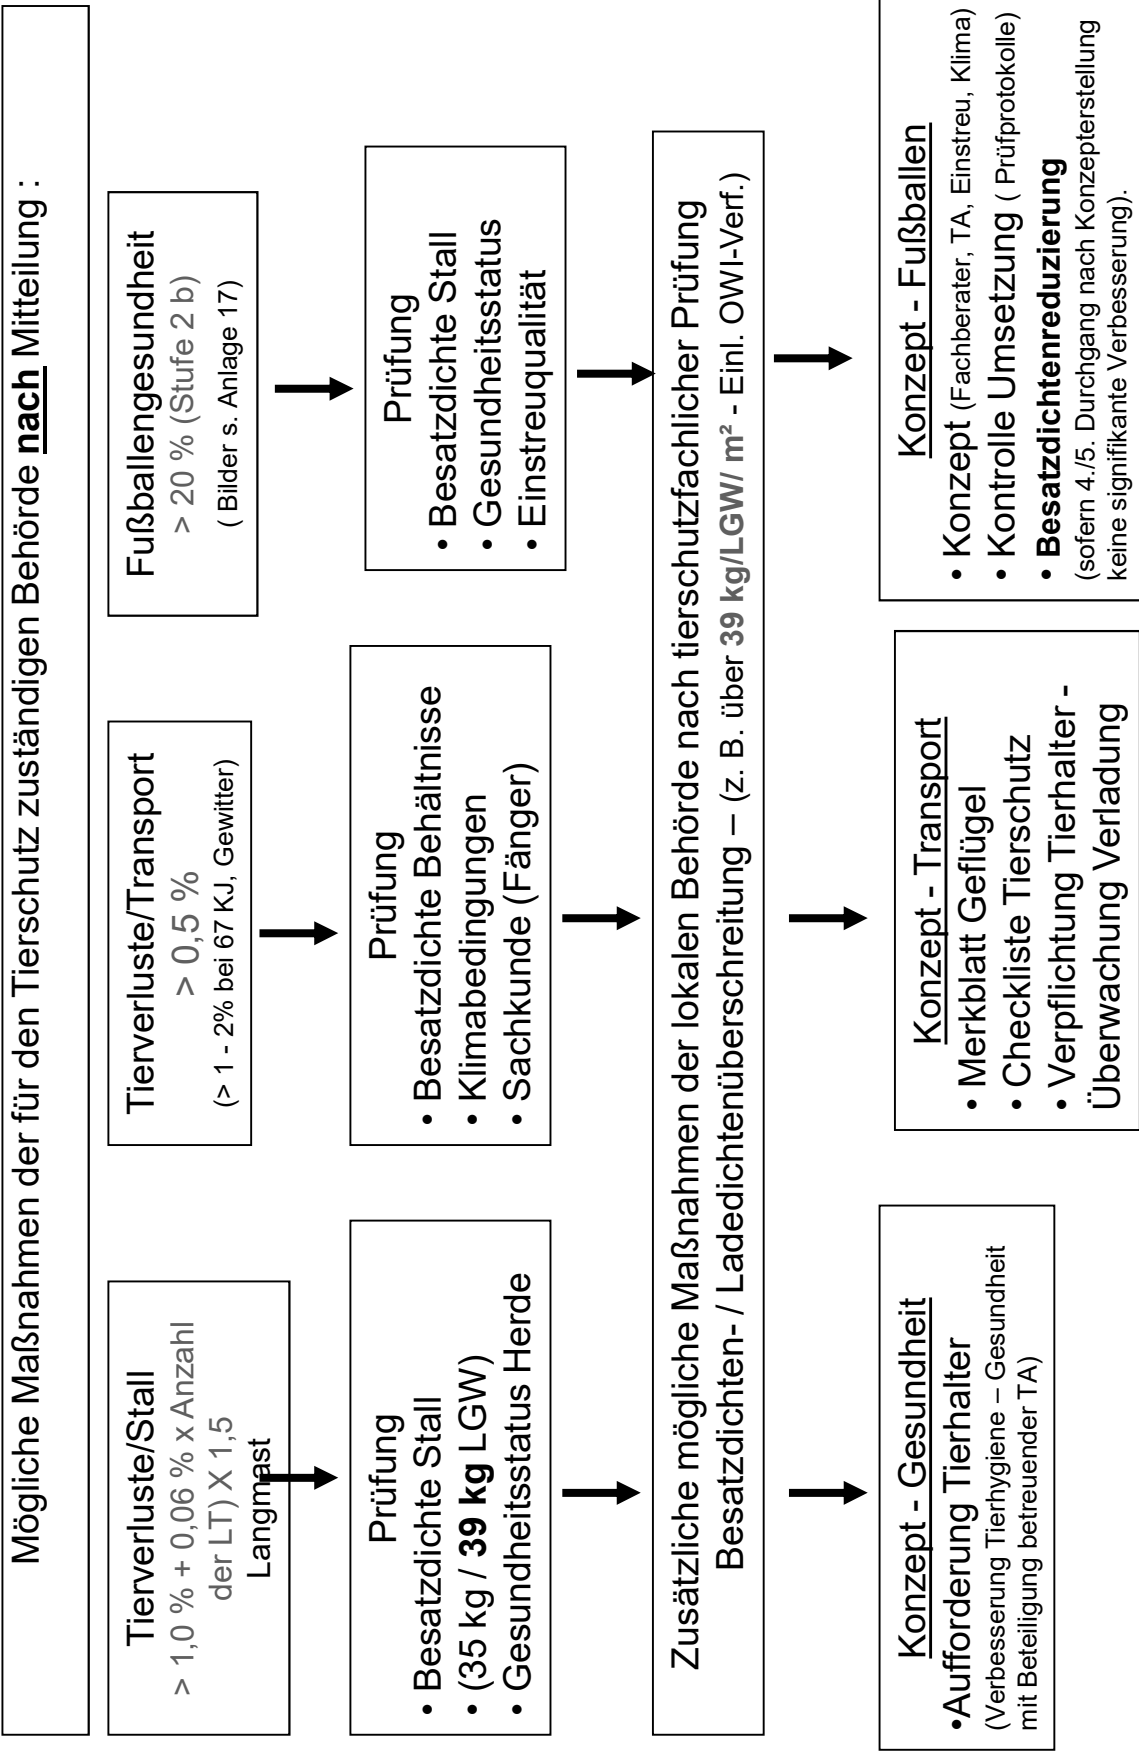 Mögliche Maßnahmen der für den Tierschutz zuständigen Behörde nach Mitteilung :
Tierverluste/Stall
> 1,0 % + 0,06 % x Anzahl
der LT) X 1,5
Langmast
Tierverluste/Transport
> 0,5 %
(> 1 - 2% bei 67 KJ, Gewitter)
Fußballengesundheit
> 20 % (Stufe 2 b)
( Bilder s. Anlage 17)
Prüfung
• Besatzdichte Stall
• (35 kg / 39 kg LGW)
• Gesundheitsstatus Herde
Prüfung
• Besatzdichte Behältnisse
• Klimabedingungen
• Sachkunde (Fänger)
Prüfung
• Besatzdichte Stall
• Gesundheitsstatus
• Einstreuqualität
Zusätzliche mögliche Maßnahmen der lokalen Behörde nach tierschutzfachlicher Prüfung
Besatzdichten- / Ladedichtenüberschreitung – (z. B. über 39 kg/LGW/ m² - Einl. OWI-Verf.)
Konzept - Gesundheit
•Aufforderung Tierhalter
(Verbesserung Tierhygiene – Gesundheit
mit Beteiligung betreuender TA)
Konzept - Transport
• Merkblatt Geflügel
• Checkliste Tierschutz
• Verpflichtung Tierhalter -
Überwachung Verladung
Konzept - Fußballen
• Konzept (Fachberater, TA, Einstreu, Klima)
• Kontrolle Umsetzung ( Prüfprotokolle)
• Besatzdichtenreduzierung
(sofern 4./5. Durchgang nach Konzepterstellung
keine signifikante Verbesserung).